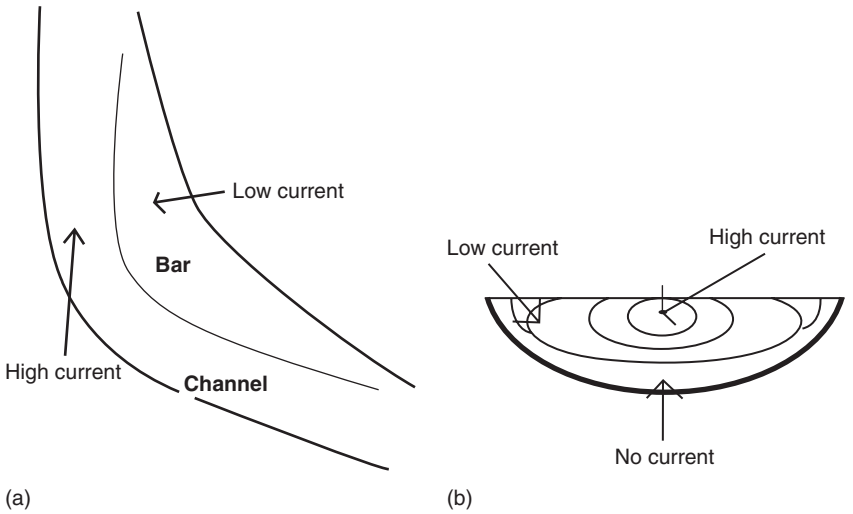 Low current
Bar
High current
Channel
(a)
Low current
High current
No current
(b)